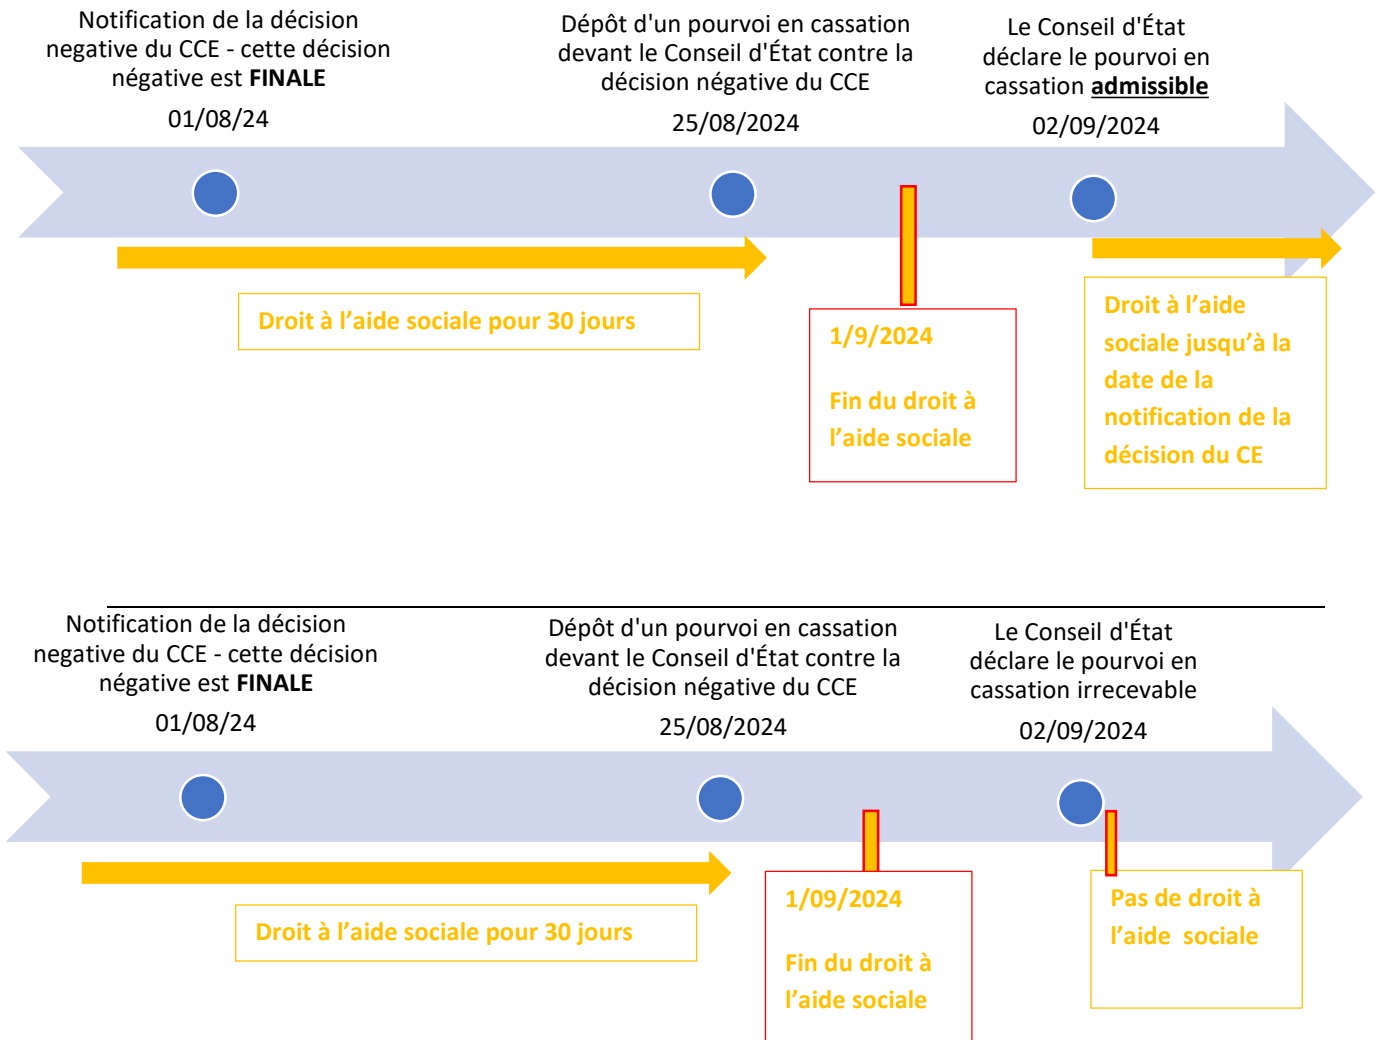 Notification de la décision
negative du CCE - cette décision
négative est FINALE
01/08/24
Dépôt d'un pourvoi en cassation
devant le Conseil d'État contre la
décision négative du CCE
25/08/2024
Le Conseil d'État
déclare le pourvoi en
cassation admissible
02/09/2024
Droit à l’aide sociale pour 30 jours
1/9/2024
Fin du droit à
l’aide sociale
Droit à l’aide
sociale jusqu’à la
date de la
notification de la
décision du CE
Notification de la décision
negative du CCE - cette décision
négative est FINALE
01/08/24
Dépôt d'un pourvoi en cassation
devant le Conseil d'État contre la
décision négative du CCE
25/08/2024
Le Conseil d'État
déclare le pourvoi en
cassation irrecevable
02/09/2024
Droit à l’aide sociale pour 30 jours
1/09/2024
Fin du droit à
l’aide sociale
Pas de droit à
l’aide  sociale